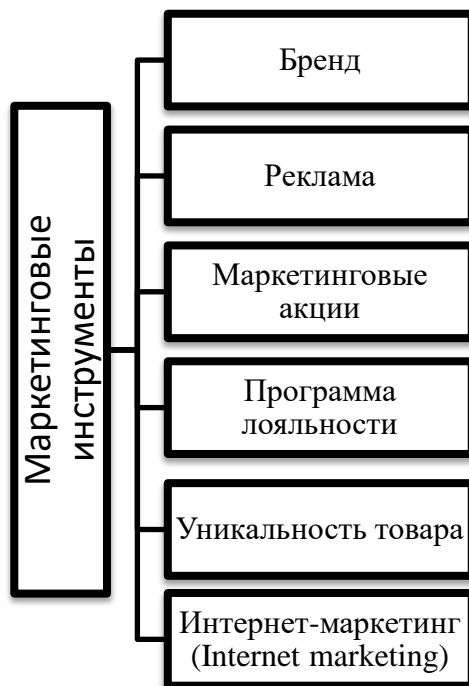 Маркетинговые
инструменты
Бренд
Реклама
Маркетинговые
акции
Программа
лояльности
Уникальность товара
Интернет-маркетинг
(Internet marketing)